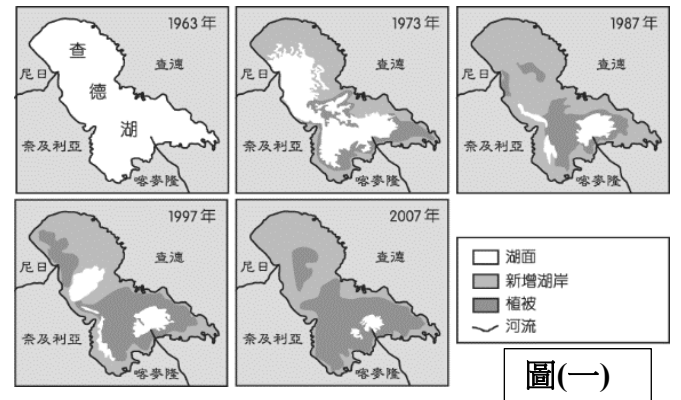 1963年
查
德
湖
尼日
查德
奈及利亞
喀麥隆
1973年
尼日
查德
奈及利亞
喀麥隆
1987年
尼日
查德
奈及利亞
喀麥隆
1997年
尼日
查德
奈及利亞
喀麥隆
2007年
尼日
查德
奈及利亞
喀麥隆
湖面
新增湖岸
植被
河流
圖(一)